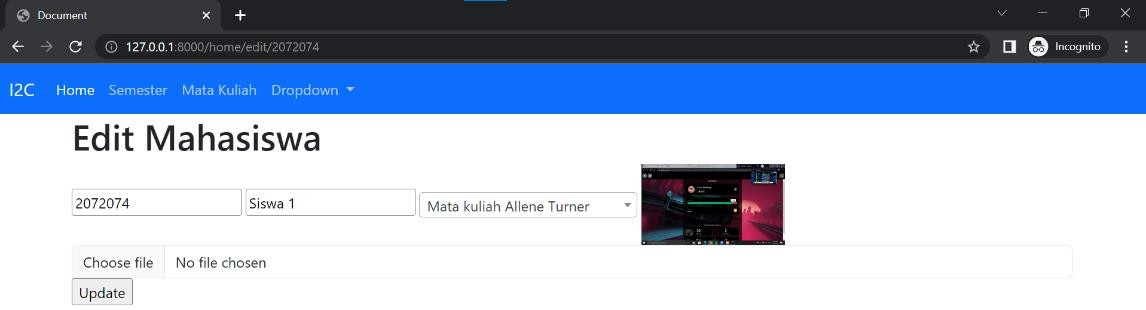 Document
127.0.0.1:8000/home/edit/2072074
Incognito
I2C Home Semester Mata Kuliah Dropdown
Edit Mahasiswa
2072074 Siswa 1 Mata kuliah Allene Turner
Choose file No file chosen
Update